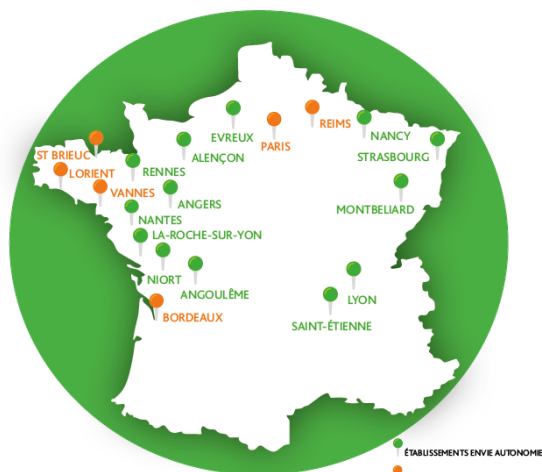 EVREUX
REIMS
PARIS
NANCY
ALENÇON
STRASBOURG
ST BRIEUC
LORIENT
RENNES
VANNES
ANGERS
MONTBELIARD
NANTES
LA-ROCHE-SUR-YON
NIORT
ANGOULÊME
LYON
BORDEAUX
SAINT-ÉTIENNE
ÉTABLISSEMENTS ENVIE AUTONOMIE